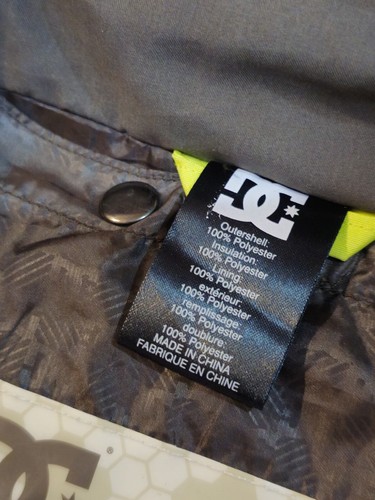 DC
Outershell:
100% Polyester
Insulation:
100% Polyester
Lining:
100% Polyester
extérieur:
100% Polyester
remplissage:
100% Polyester
doublure:
100% Polyester
MADE IN CHINA
FABRIQUE EN CHINE
DC